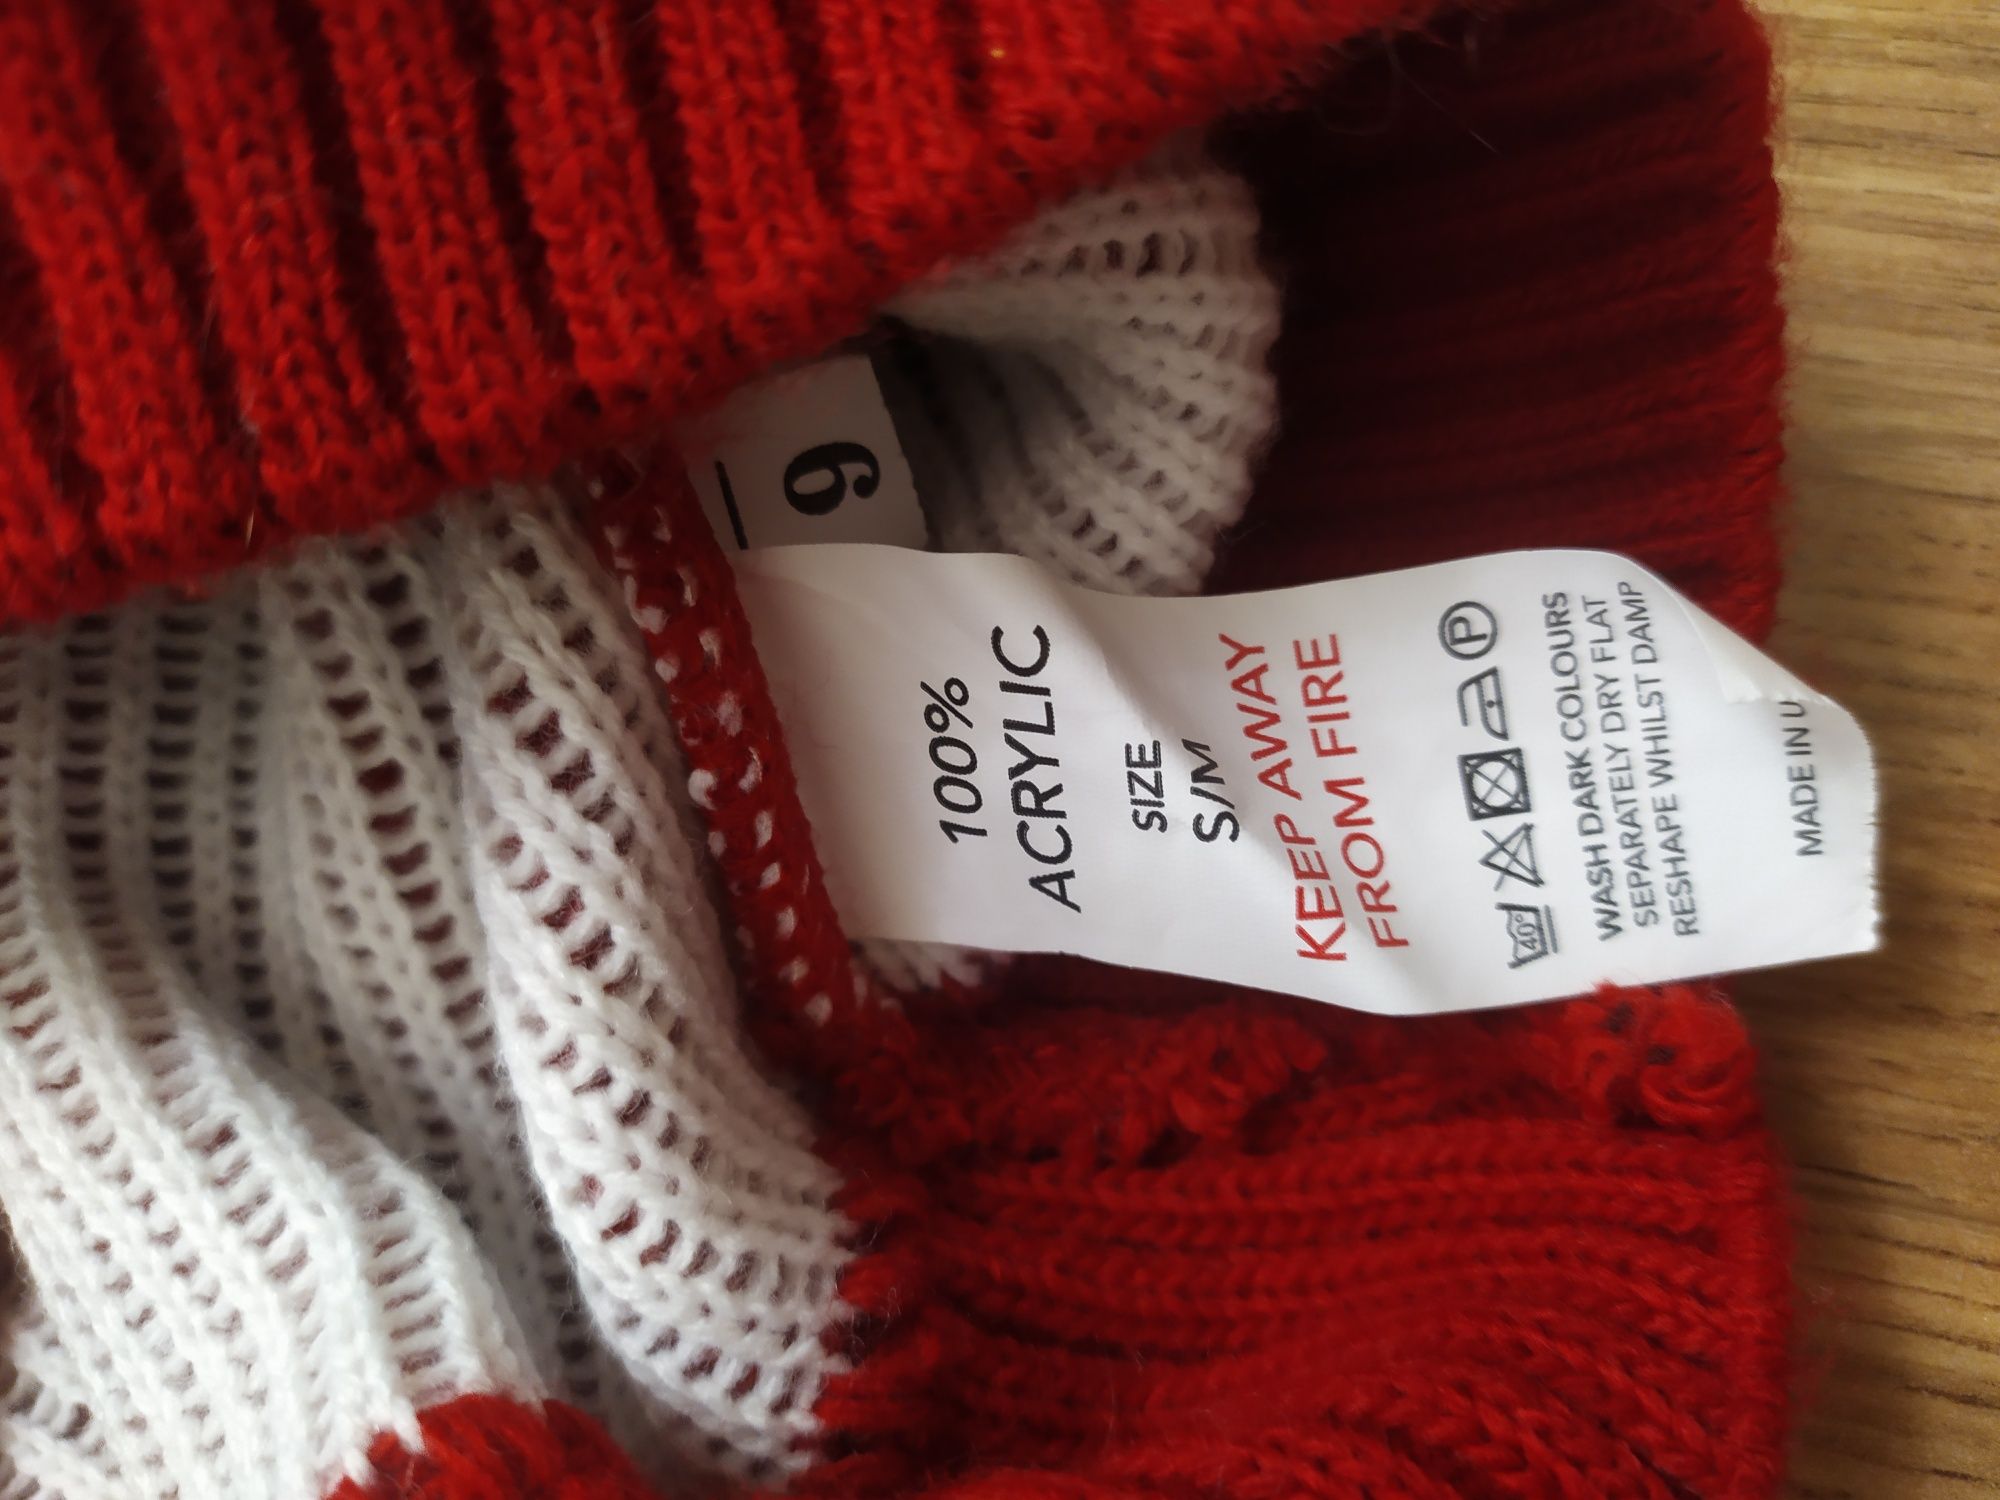 9
100%
ACRYLIC
SIZE
S/M
KEEP AWAY
FROM FIRE
40° P
WASH DARK COLOURS
SEPARATELY DRY FLAT
RESHAPE WHILST DAMP
MADE IN U